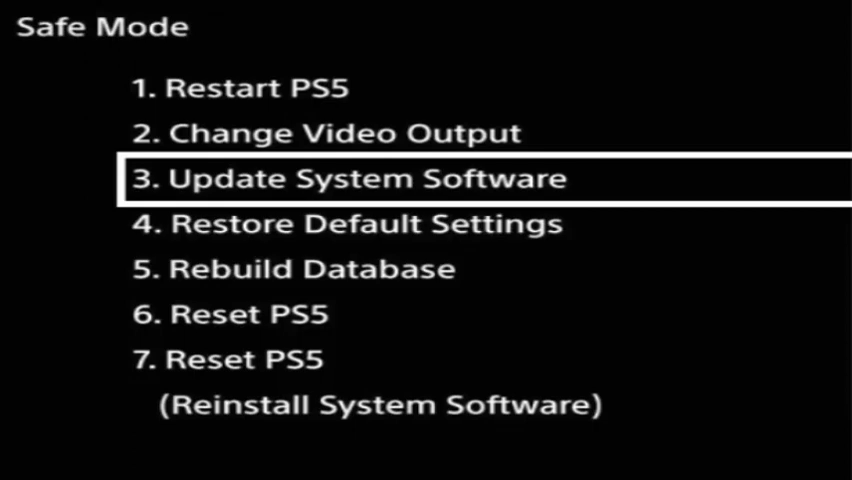 Safe Mode
1. Restart PS5
2. Change Video Output
3. Update System Software
4. Restore Default Settings
5. Rebuild Database
6. Reset PS5
7. Reset PS5
(Reinstall System Software)